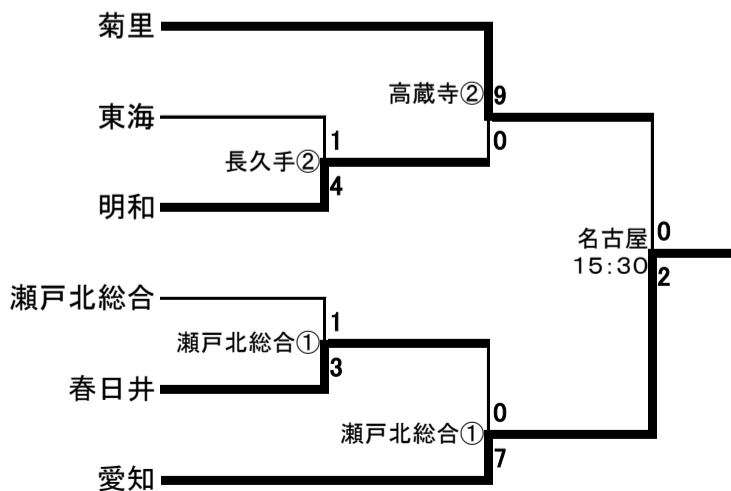 菊里
高蔵寺②
9
東海
1
0
長久手②
4
明和
名古屋
0
15:30
2
瀬戸北総合
1
瀬戸北総合①
3
春日井
0
瀬戸北総合①
7
愛知